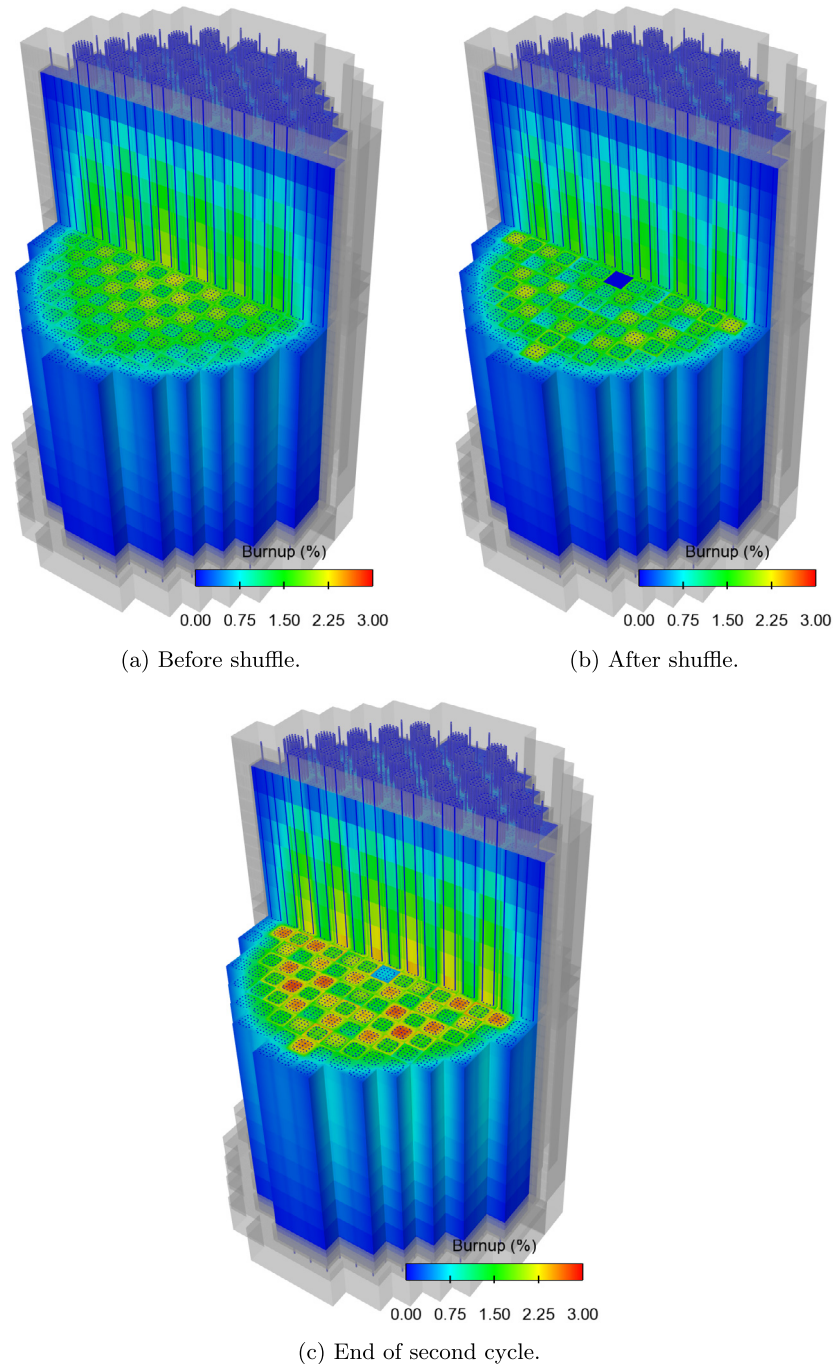 Burnup (%)
0.00 0.75 1.50 2.25 3.00
(a) Before shuffle.
Burnup (%)
0.00 0.75 1.50 2.25 3.00
(b) After shuffle.
Burnup (%)
0.00 0.75 1.50 2.25 3.00
(c) End of second cycle.